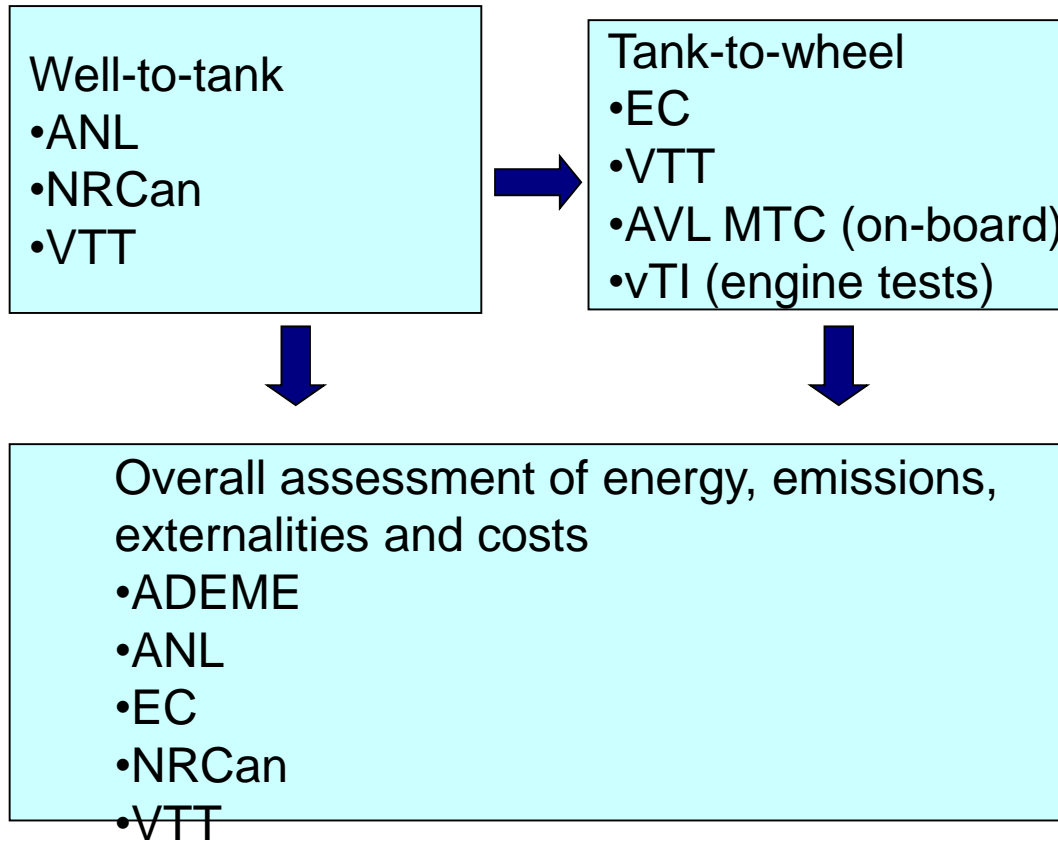 Well-to-tank
•ANL
•NRCan
•VTT
Tank-to-wheel
•EC
•VTT
•AVL MTC (on-board)
•vTI (engine tests)
Overall assessment of energy, emissions,
externalities and costs
•ADEME
•ANL
•EC
•NRCan
•VTT